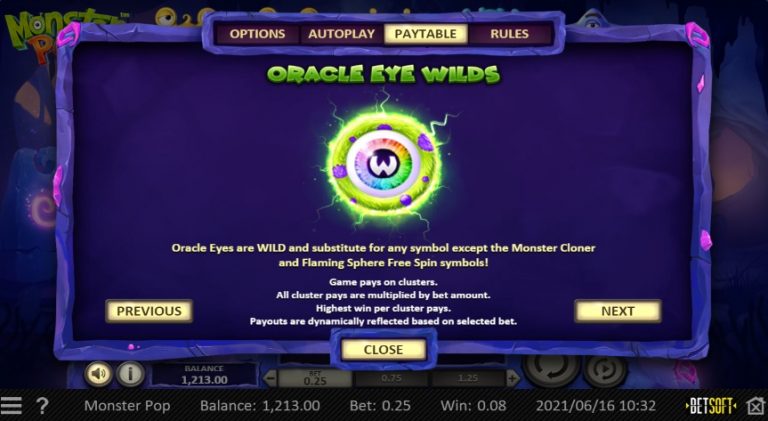 Monster Pop
OPTIONS AUTOPLAY PAYTABLE RULES
ORACLE EYE WILDS
W
Oracle Eyes are WILD and substitute for any symbol except the Monster Cloner
and Flaming Sphere Free Spin symbols!
Game pays on clusters.
All cluster pays are multiplied by bet amount.
Highest win per cluster pays.
Payouts are dynamically reflected based on selected bet.
PREVIOUS
NEXT
CLOSE
BALANCE
1,213.00
BET
0.25
0.75
1.25
Monster Pop Balance: 1,213.00 Bet: 0.25 Win: 0.08 2021/06/16 10:32 BETSOFT